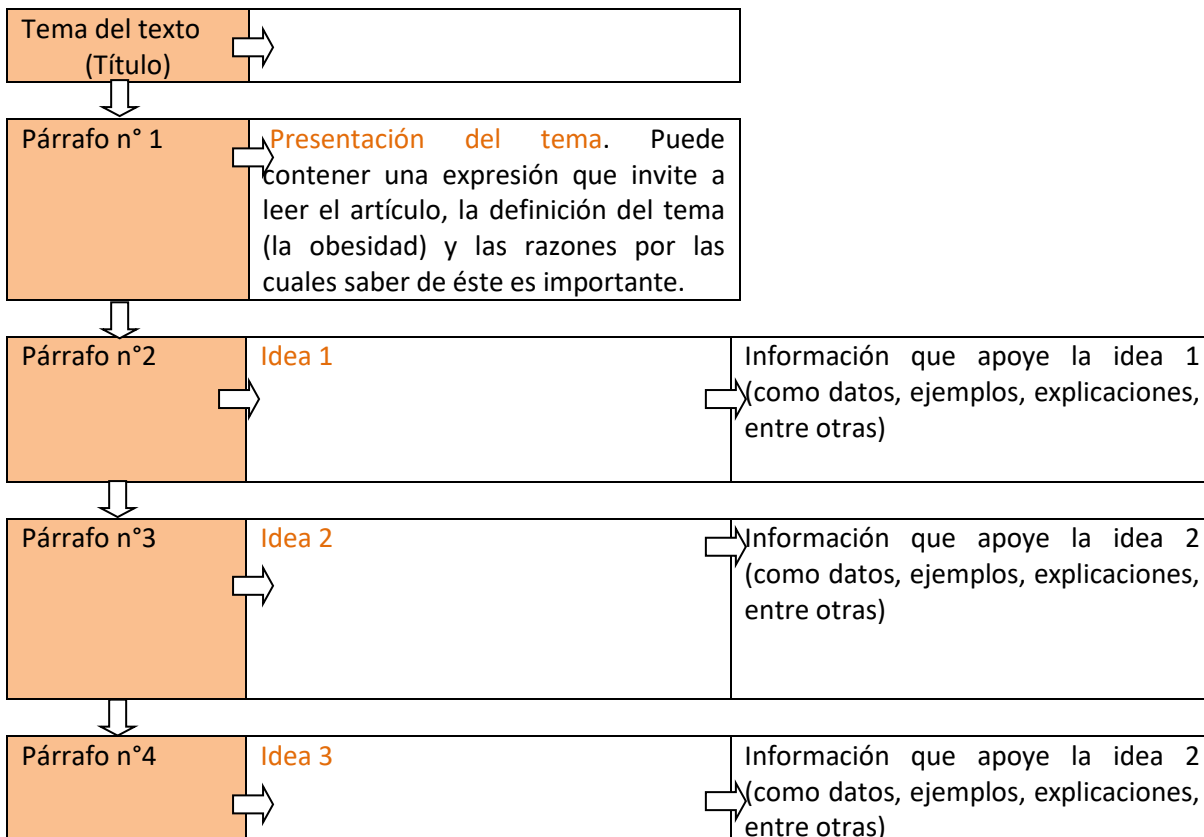 Tema del texto
(Título)
Párrafo n° 1
Presentación del tema. Puede
contener una expresión que invite a
leer el artículo, la definición del tema
(la obesidad) y las razones por las
cuales saber de éste es importante.
Párrafo n°2
Idea 1
Información que apoye la idea 1
(como datos, ejemplos, explicaciones,
entre otras)
Párrafo n°3
Idea 2
Información que apoye la idea 2
(como datos, ejemplos, explicaciones,
entre otras)
Párrafo n°4
Idea 3
Información que apoye la idea 2
(como datos, ejemplos, explicaciones,
entre otras)